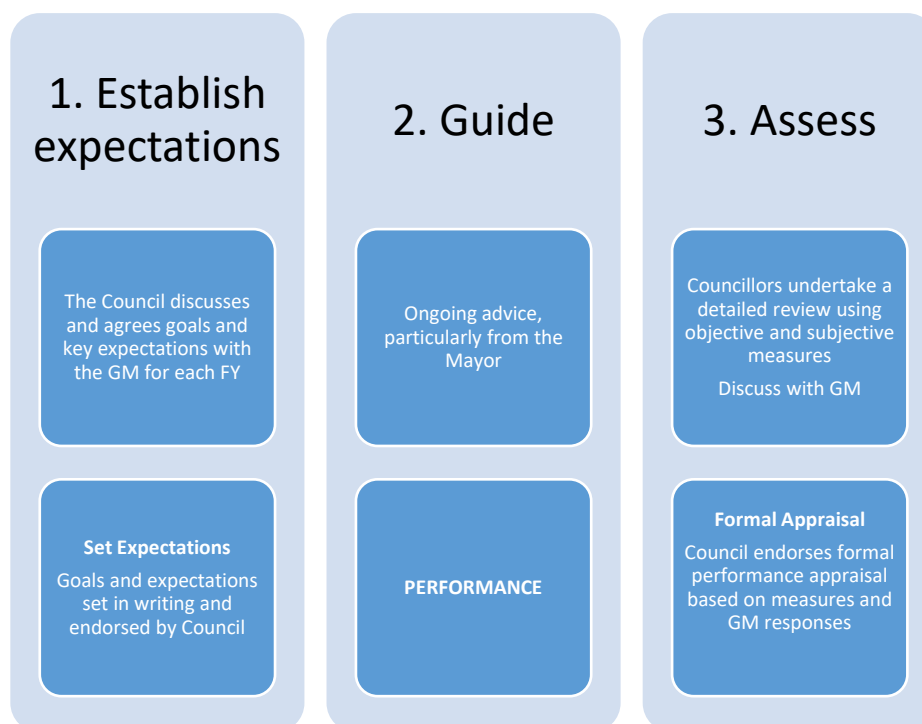 1. Establish
expectations
The Council discusses
and agrees goals and
key expectations with
the GM for each FY
Set Expectations
Goals and expectations
set in writing and
endorsed by Council
2. Guide
Ongoing advice,
particularly from the
Mayor
PERFORMANCE
3. Assess
Councillors undertake a
detailed review using
objective and subjective
measures
Discuss with GM
Formal Appraisal
Council endorses formal
performance appraisal
based on measures and
GM responses